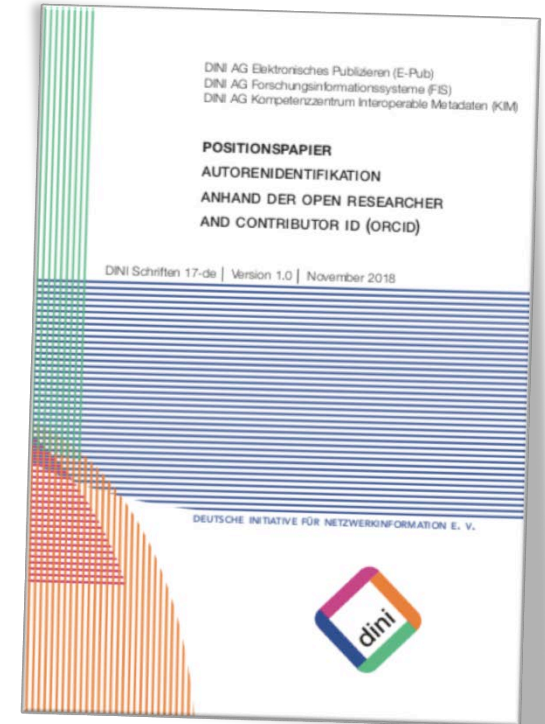 DINI AG Elektronisches Publizieren (E-Pub)
DINI AG Forschungsinformationssysteme (FIS)
DINI AG Kompetenzzentrum Interoperable Metadaten (KIM)
POSITIONSPAPIER
AUTORENIDENTIFIKATION
ANHAND DER OPEN RESEARCHER
AND CONTRIBUTOR ID (ORCID)
DINI Schriften 17-de | Version 1.0 | November 2018
DEUTSCHE INITIATIVE FÜR NETZWERKINFORMATION E. V.
dini